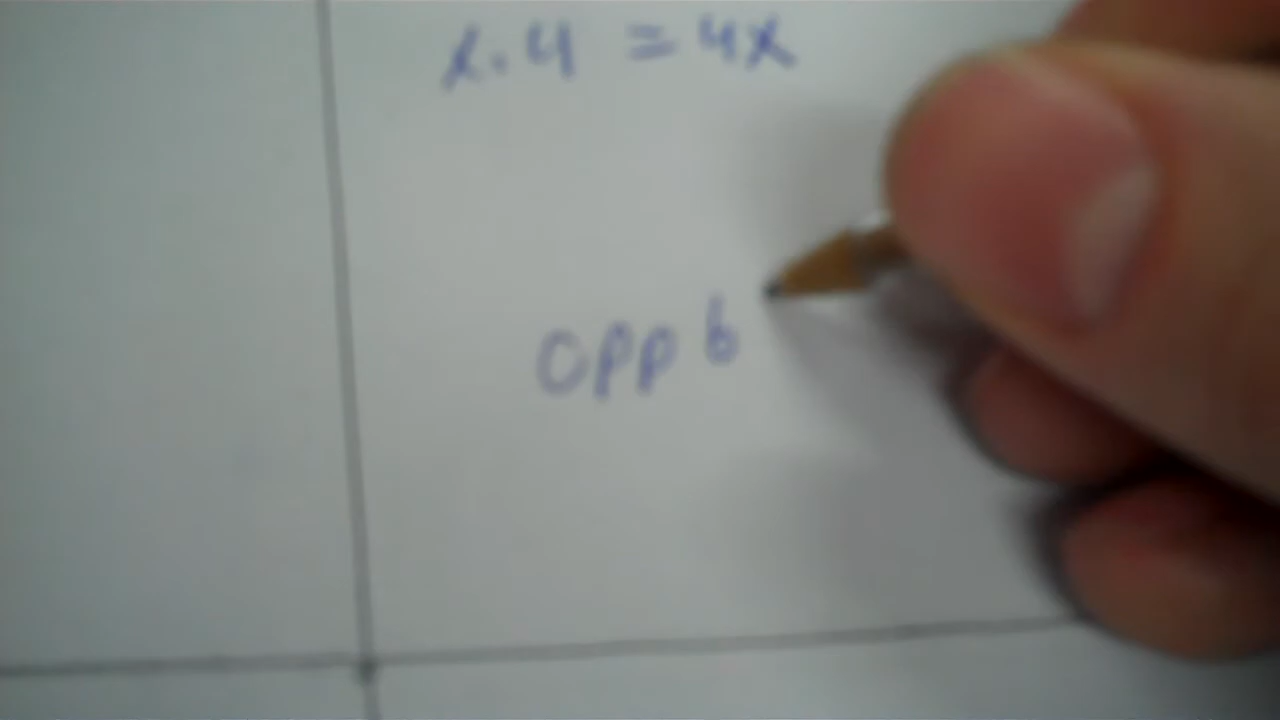 x.4 = 4x
opp b